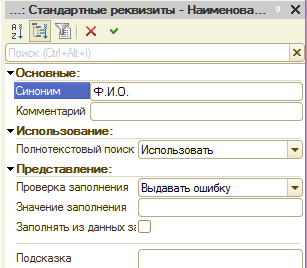 ...: Стандартные реквизиты - Наименова...
Поиск (Ctrl+Alt+I)
Основные:
Синоним Ф.И.О.
Комментарий
Использование:
Полнотекстовый поиск Использовать
Представление:
Проверка заполнения Выдавать ошибку
Значение заполнения
Заполнять из данных за
Подсказка